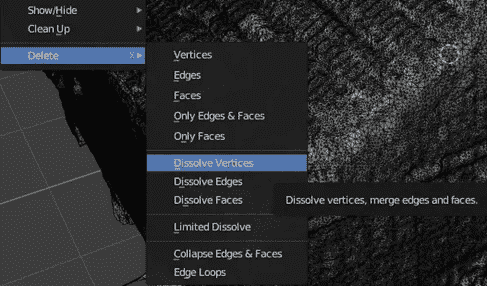 Show/Hide
Clean Up
Delete X
Vertices
Edges
Faces
Only Edges & Faces
Only Faces
Dissolve Vertices
Dissolve Edges
Dissolve Faces
Dissolve vertices, merge edges and faces.
Limited Dissolve
Collapse Edges & Faces
Edge Loops